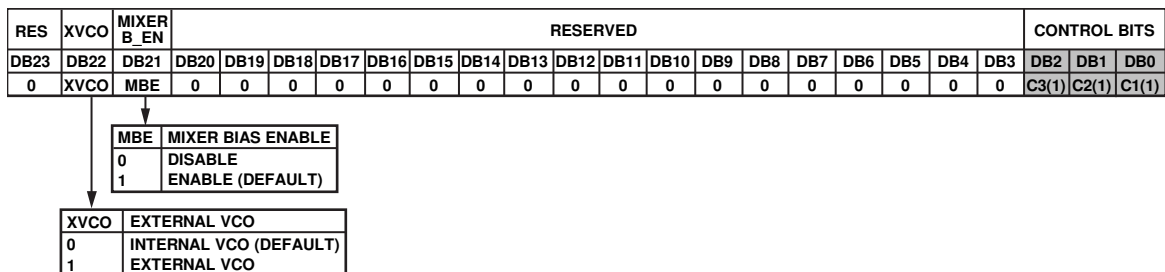 RES XVCO MIXER B_EN RESERVED CONTROL BITS
DB23 DB22 DB21 DB20 DB19 DB18 DB17 DB16 DB15 DB14 DB13 DB12 DB11 DB10 DB9 DB8 DB7 DB6 DB5 DB4 DB3 DB2 DB1 DB0
0 XVCO MBE 0 0 0 0 0 0 0 0 0 0 0 0 0 0 0 0 0 0 C3(1) C2(1) C1(1)
MBE MIXER BIAS ENABLE
0 DISABLE
1 ENABLE (DEFAULT)
XVCO EXTERNAL VCO
0 INTERNAL VCO (DEFAULT)
1 EXTERNAL VCO